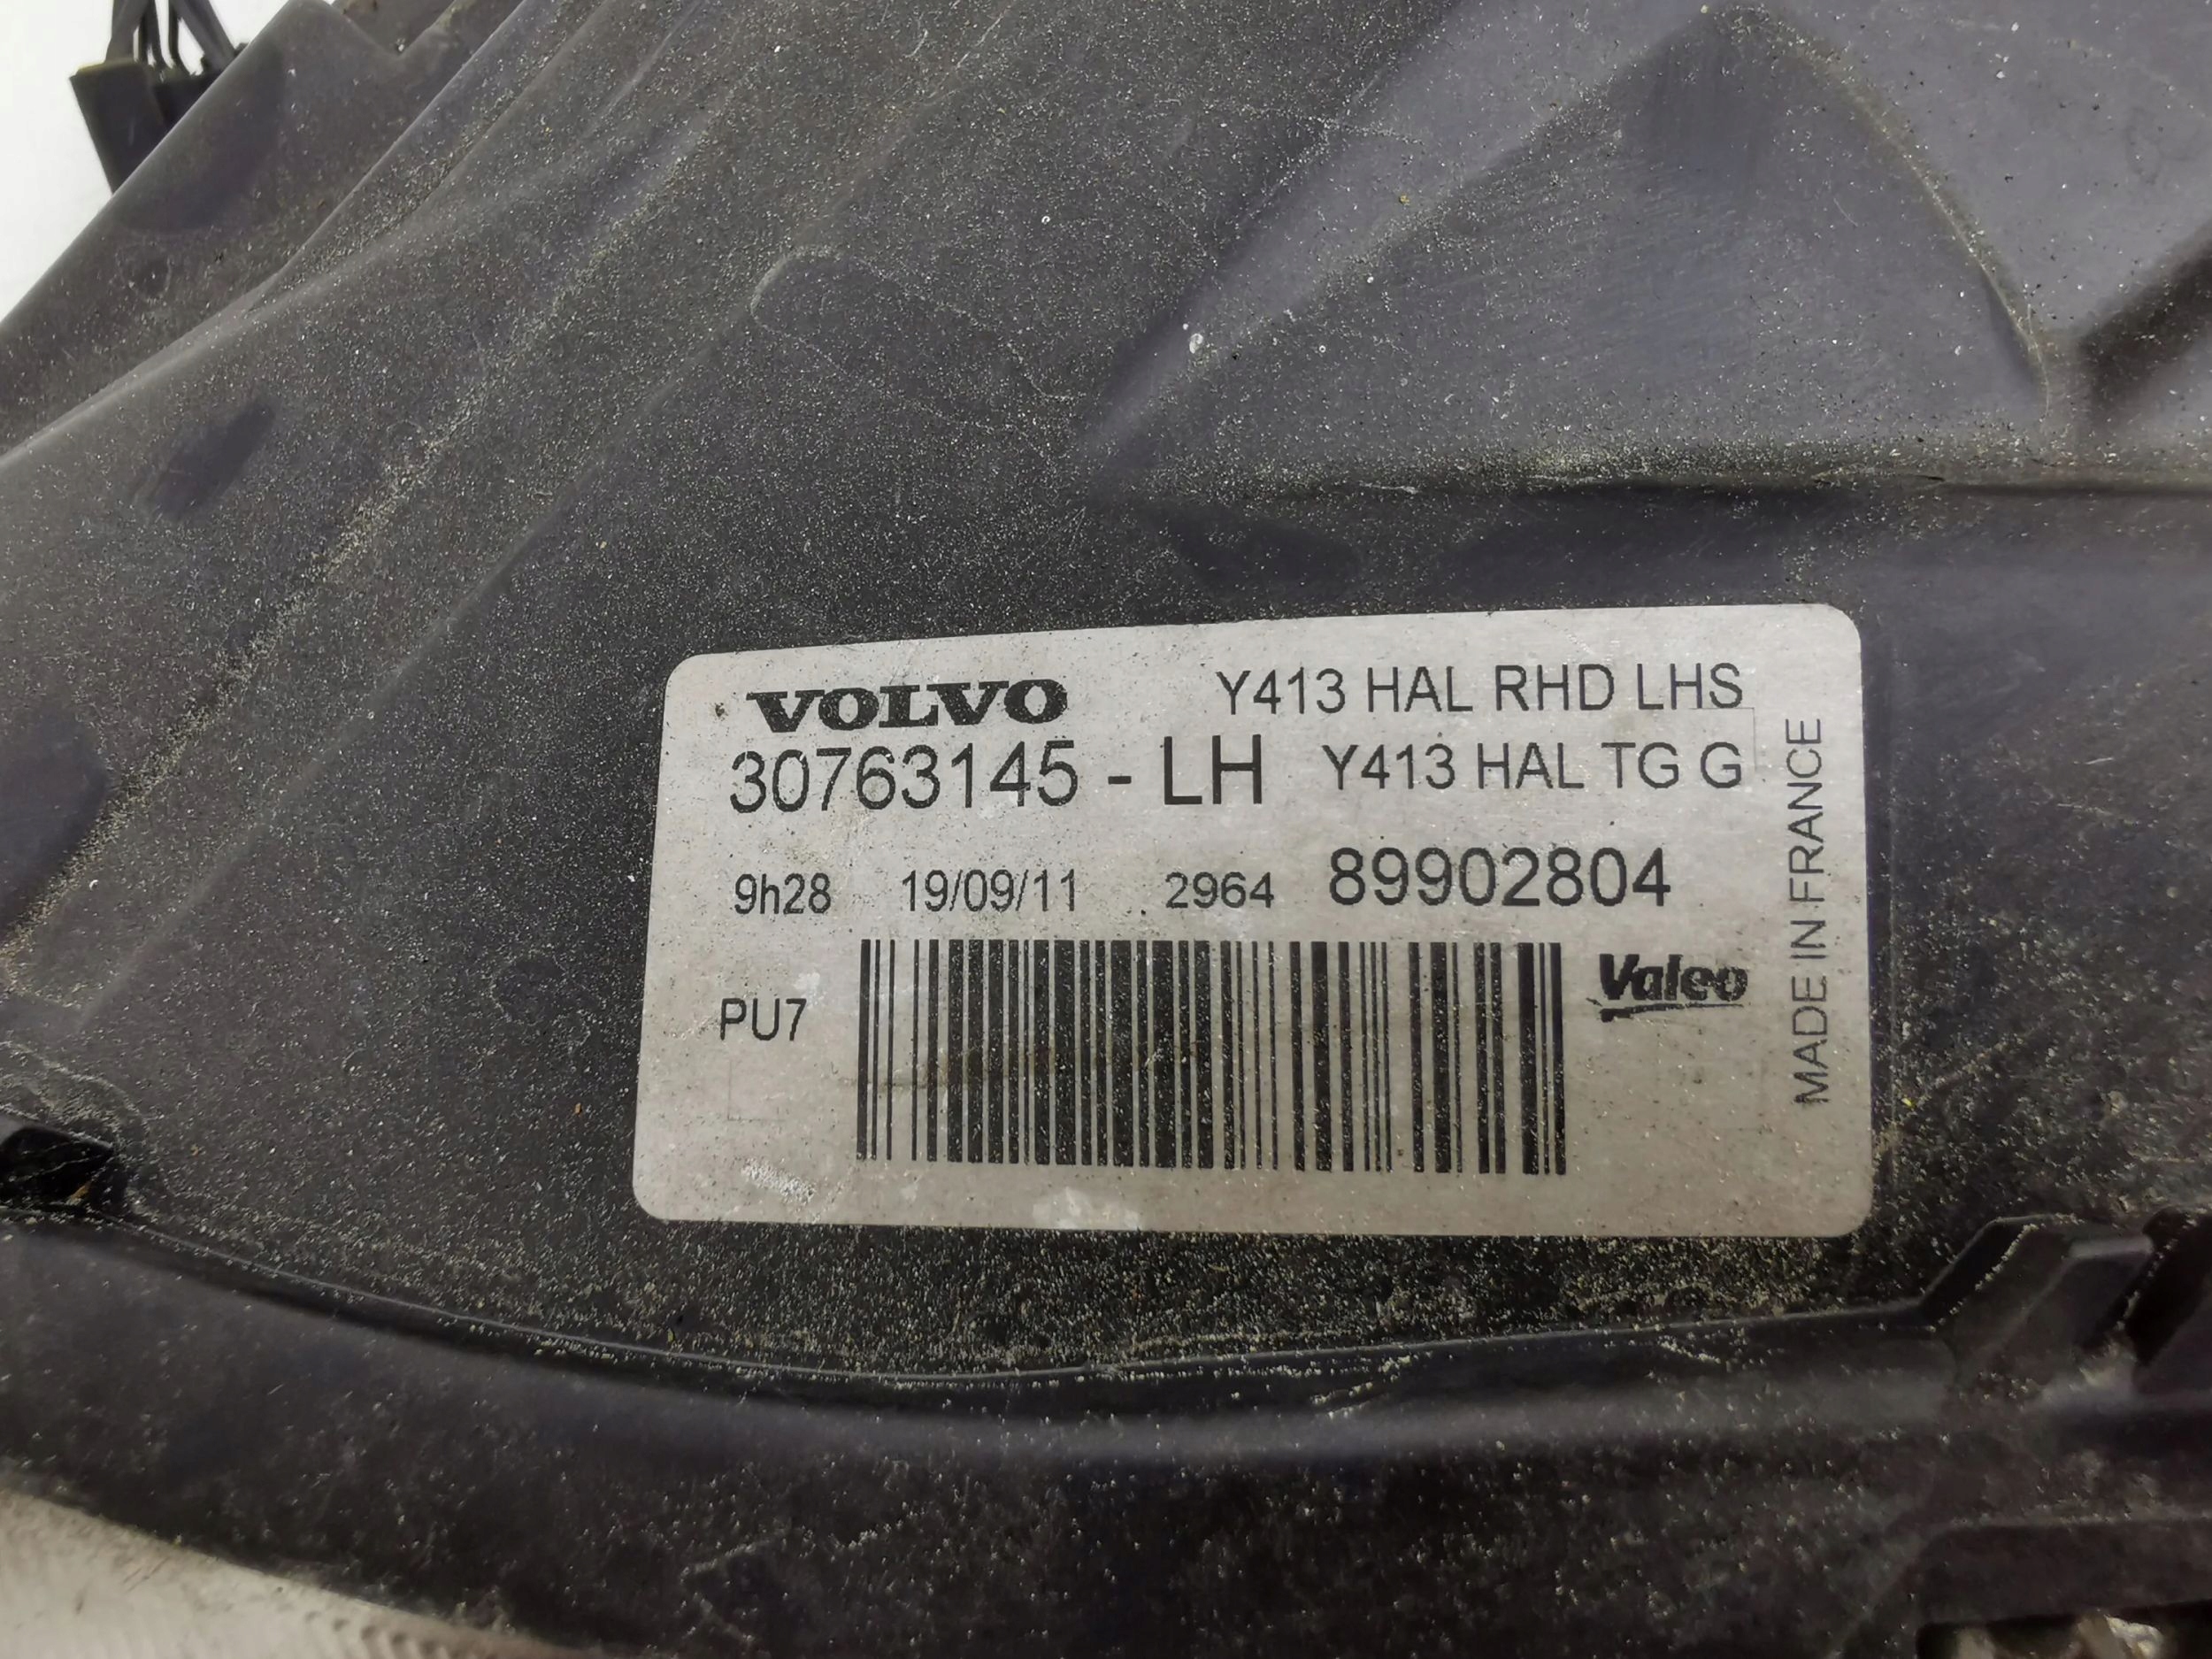 VOLVO Y413 HAL RHD LHS
30763145 - LH Y413 HAL TG G
9h28 19/09/11 2964 89902804
PU7 Valeo
MADE IN FRANCE